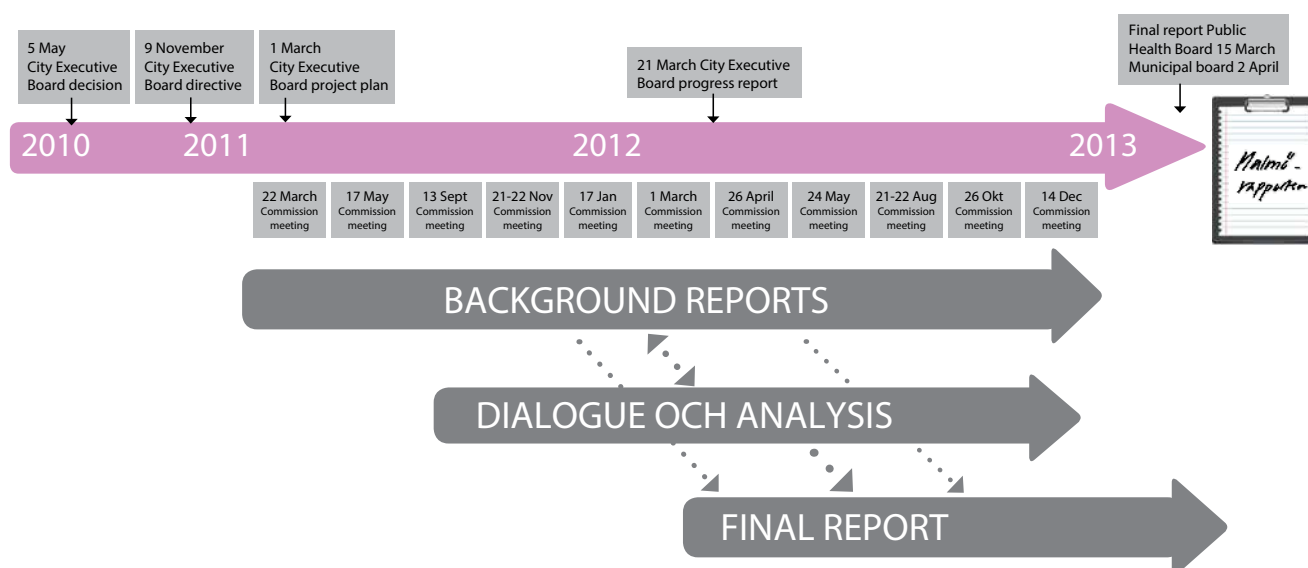 5 May
City Executive
Board decision
9 November
City Executive
Board directive
1 March
City Executive
Board project plan
21 March City Executive
Board progress report
Final report Public
Health Board 15 March
Municipal board 2 April
2010
2011
2012
2013
Malmö-
rapporten
22 March
Commission
meeting
17 May
Commission
meeting
13 Sept
Commission
meeting
21-22 Nov
Commission
meeting
17 Jan
Commission
meeting
1 March
Commission
meeting
26 April
Commission
meeting
24 May
Commission
meeting
21-22 Aug
Commission
meeting
26 Okt
Commission
meeting
14 Dec
Commission
meeting
BACKGROUND REPORTS
DIALOGUE OCH ANALYSIS
FINAL REPORT